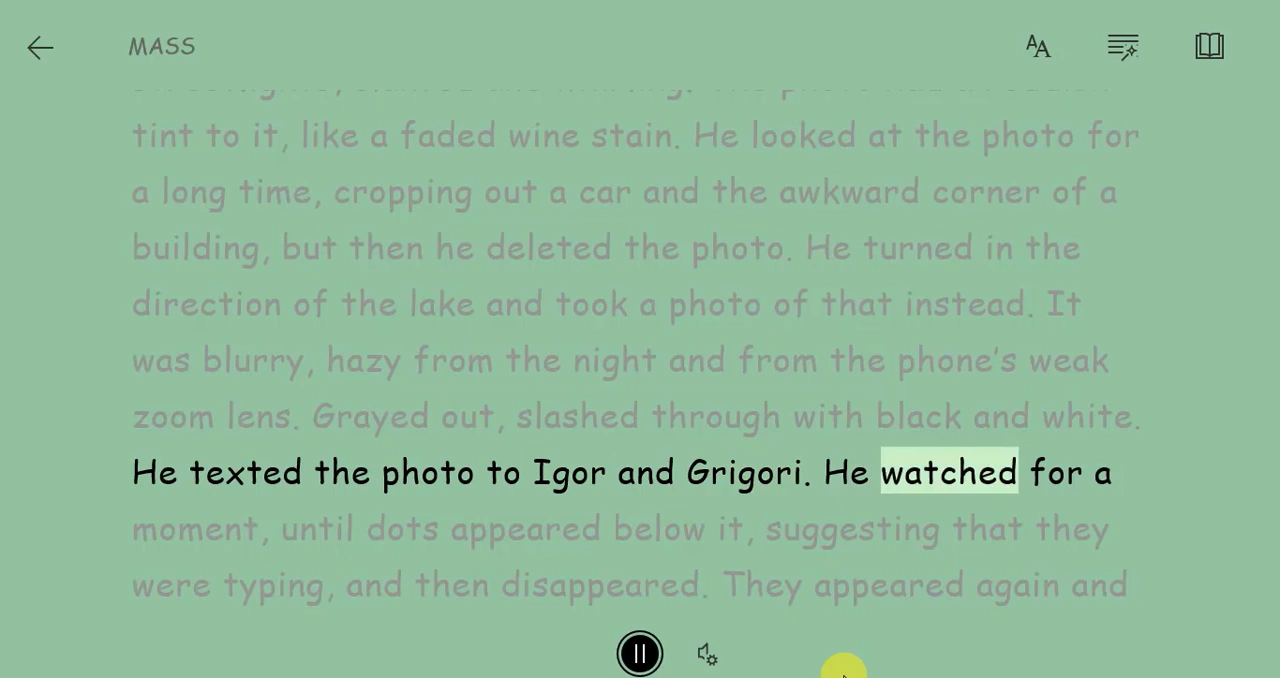 MASS
tint to it, like a faded wine stain. He looked at the photo for
a long time, cropping out a car and the awkward corner of a
building, but then he deleted the photo. He turned in the
direction of the lake and took a photo of that instead. It
was blurry, hazy from the night and from the phone's weak
zoom lens. Grayed out, slashed through with black and white.
He texted the photo to Igor and Grigori. He watched for a
moment, until dots appeared below it, suggesting that they
were typing, and then disappeared. They appeared again and